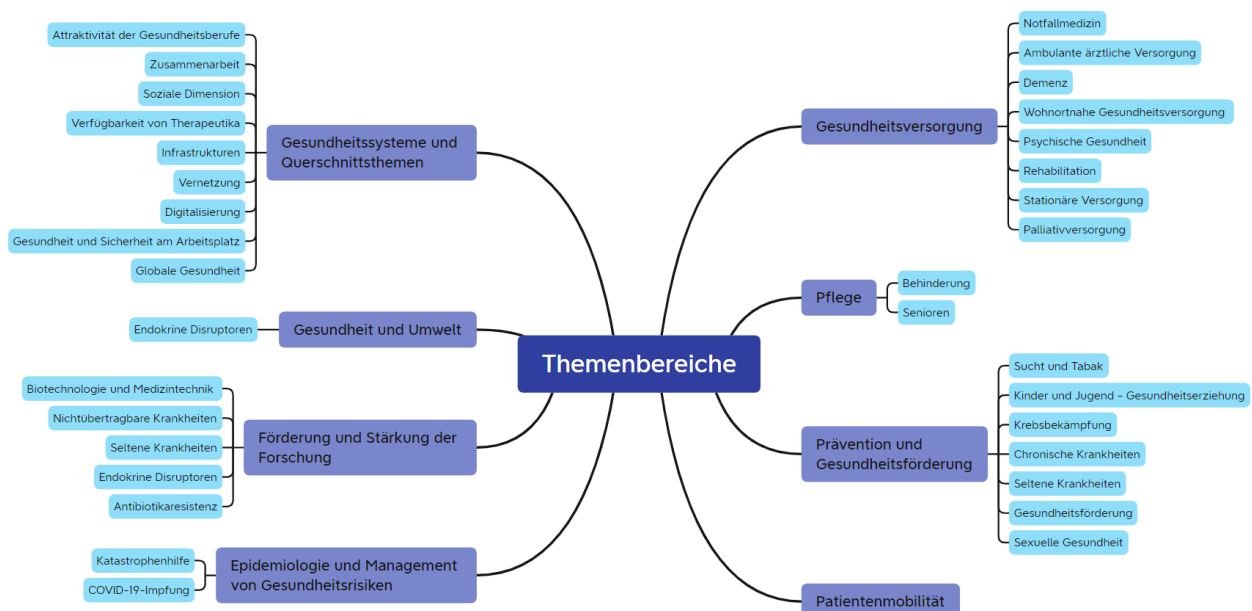 Themenbereiche
Gesundheitssysteme und
Querschnittsthemen
Attraktivität der Gesundheitsberufe
Zusammenarbeit
Soziale Dimension
Verfügbarkeit von Therapeutika
Infrastrukturen
Vernetzung
Digitalisierung
Gesundheit und Sicherheit am Arbeitsplatz
Globale Gesundheit
Gesundheit und Umwelt
Endokrine Disruptoren
Förderung und Stärkung der
Forschung
Biotechnologie und Medizintechnik
Nichtübertragbare Krankheiten
Seltene Krankheiten
Endokrine Disruptoren
Antibiotikaresistenz
Epidemiologie und Management
von Gesundheitsrisiken
Katastrophenhilfe
COVID-19-Impfung
Gesundheitsversorgung
Notfallmedizin
Ambulante ärztliche Versorgung
Demenz
Wohnortnahe Gesundheitsversorgung
Psychische Gesundheit
Rehabilitation
Stationäre Versorgung
Palliativversorgung
Pflege
Behinderung
Senioren
Prävention und
Gesundheitsförderung
Sucht und Tabak
Kinder und Jugend - Gesundheitserziehung
Krebsbekämpfung
Chronische Krankheiten
Seltene Krankheiten
Gesundheitsförderung
Sexuelle Gesundheit
Patientenmobilität